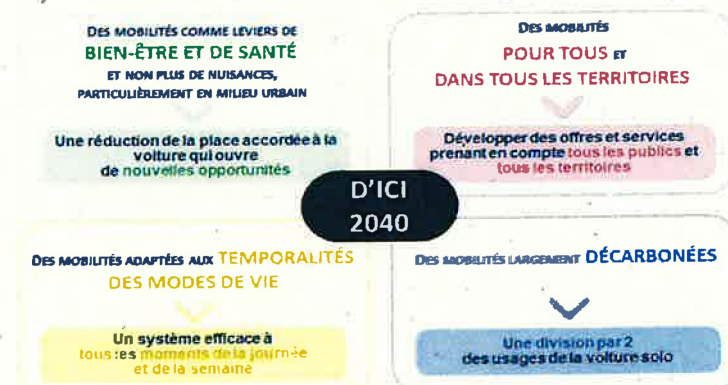 DES MOBILITÉS COMME LEVIERS DE
BIEN-ÊTRE ET DE SANTÉ
ET NON PLUS DE NUISANCES,
PARTICULIÈREMENT EN MILIEU URBAIN
Une réduction de la place accordée à la
voiture qui ouvre
de nouvelles opportunités
DES MOBILITÉS
POUR TOUS ET
DANS TOUS LES TERRITOIRES
Développer des offres et services
prenant en compte tous les publics et
tous les territoires
D'ICI
2040
DES MOBILITÉS ADAPTÉES AUX TEMPORALITÉS
DES MODES DE VIE
Un système efficace à
tous les moments de la journée
et de la semaine
DES MOBILITÉS LARGEMENT DÉCARBONÉES
Une division par 2
des usages de la voiture solo